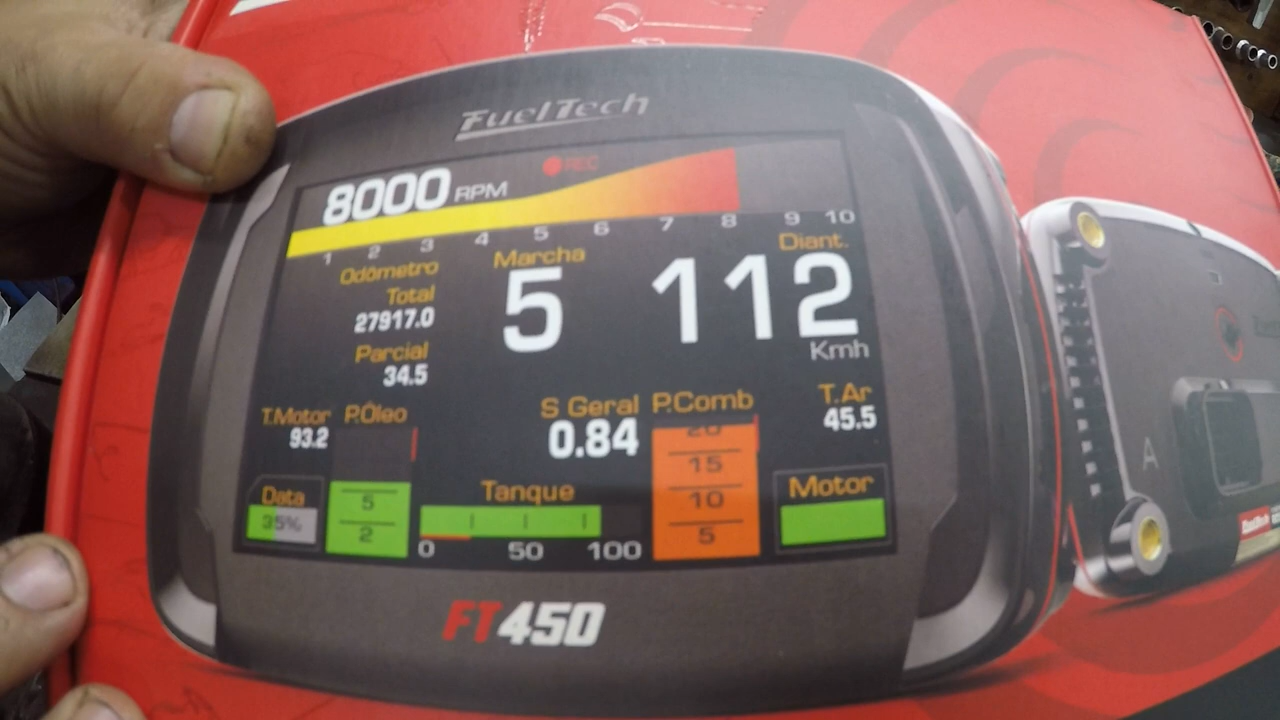 FuelTech
8000 RPM
REC
1 2 3 4 5 6 7 8 9 10
Odômetro
Total
27917.0
Parcial
34.5
Marcha
5
Diant.
112
Kmh
T.Motor
93.2
P.Óleo
5
2
S Geral
0.84
P.Comb
20
15
10
5
T.Ar
45.5
Data
35%
Tanque
0 50 100
Motor
FT450
A